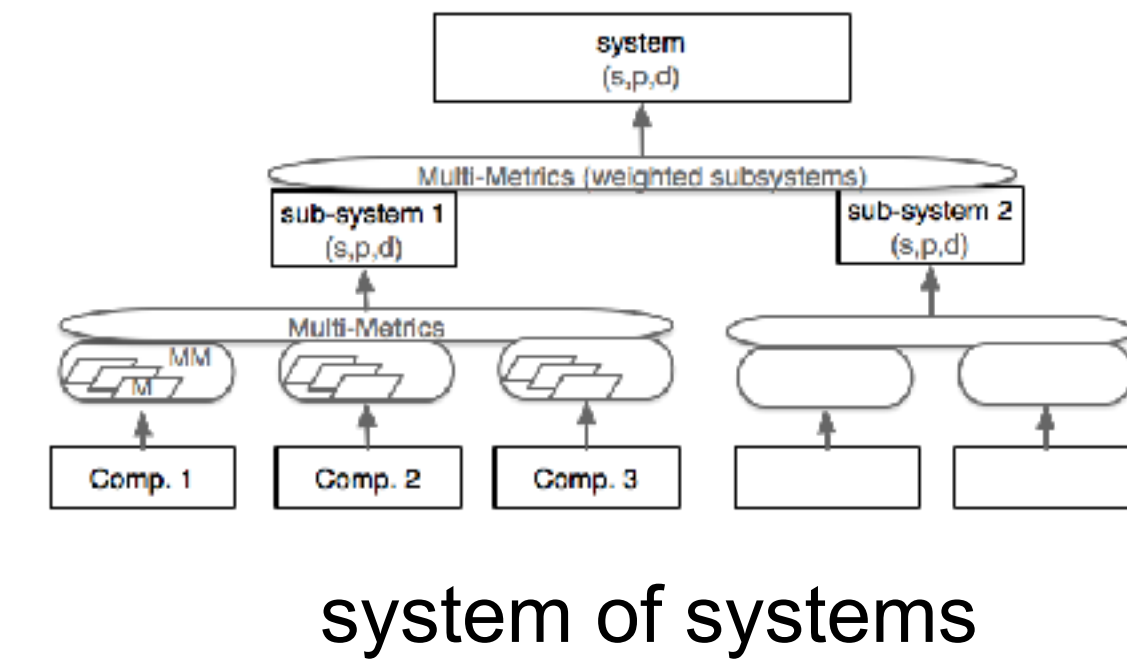 system
(s,p,d)
Multi-Metrics (weighted subsystems)
sub-system 1
(s,p,d)
sub-system 2
(s,p,d)
Multi-Metrics
MM
M
Comp. 1
Comp. 2
Comp. 3
system of systems